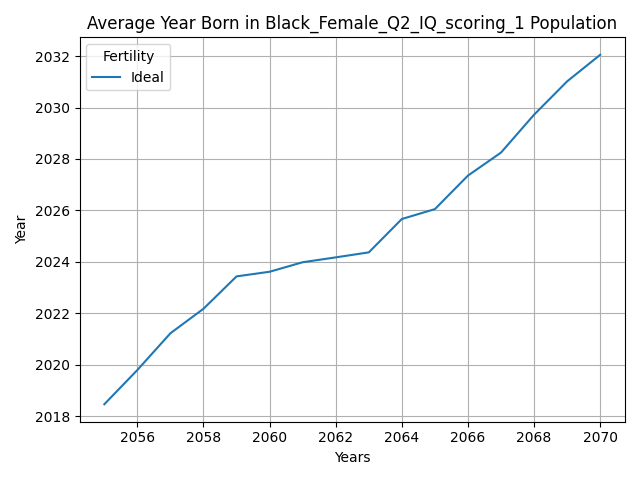 Average Year Born in Black_Female_Q2_IQ_scoring_1 Population
Fertility
Ideal
2032
2030
2028
2026
2024
2022
2020
2018
Year
2056 2058 2060 2062 2064 2066 2068 2070
Years